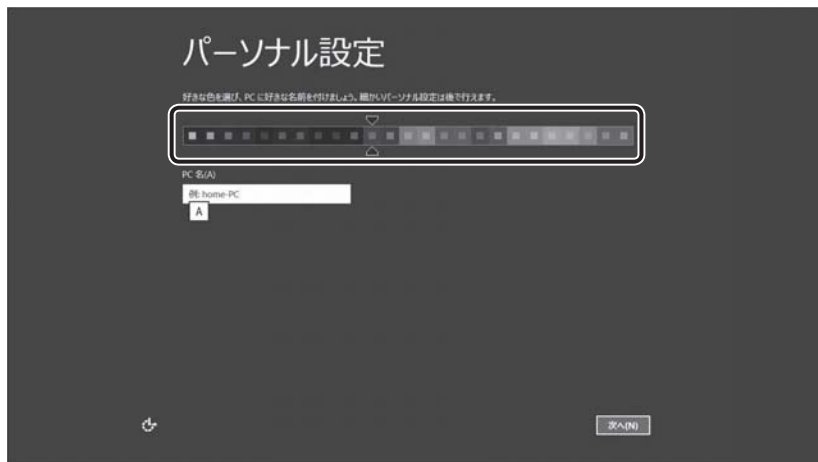 パーソナル設定
好きな色を選び、PC に好きな名前を付けましょう。細かいパーソナル設定は後で行えます。
PC 名(A)
例: home-PC
A
次へ(N)